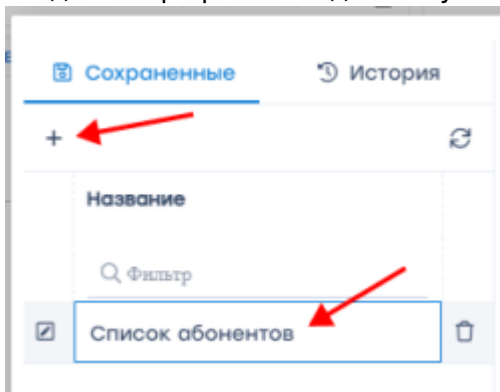 Сохраненные История
Название
Фильтр
Список абонентов